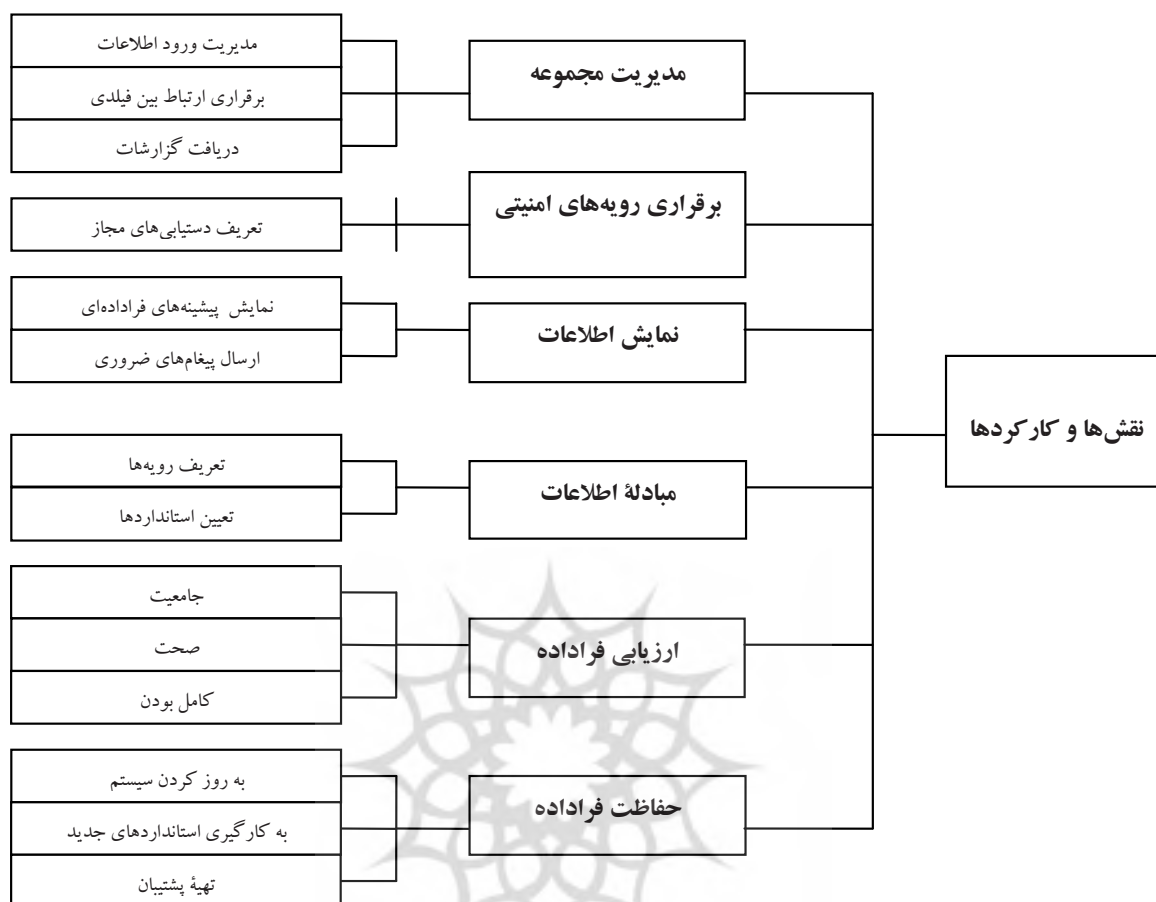 نقش‌ها و کارکردها
مدیریت مجموعه
مدیریت ورود اطلاعات
برقراری ارتباط بین فیلدی
دریافت گزارشات
برقراری رویه‌های امنیتی
تعریف دستیابی‌های مجاز
نمایش اطلاعات
نمایش پیشینه‌های فراداده‌ای
ارسال پیغام‌های ضروری
مبادلهٔ اطلاعات
تعریف رویه‌ها
تعیین استانداردها
ارزیابی فراداده
جامعیت
صحت
کامل بودن
حفاظت فراداده
به روز کردن سیستم
به کارگیری استانداردهای جدید
تهیهٔ پشتیبان